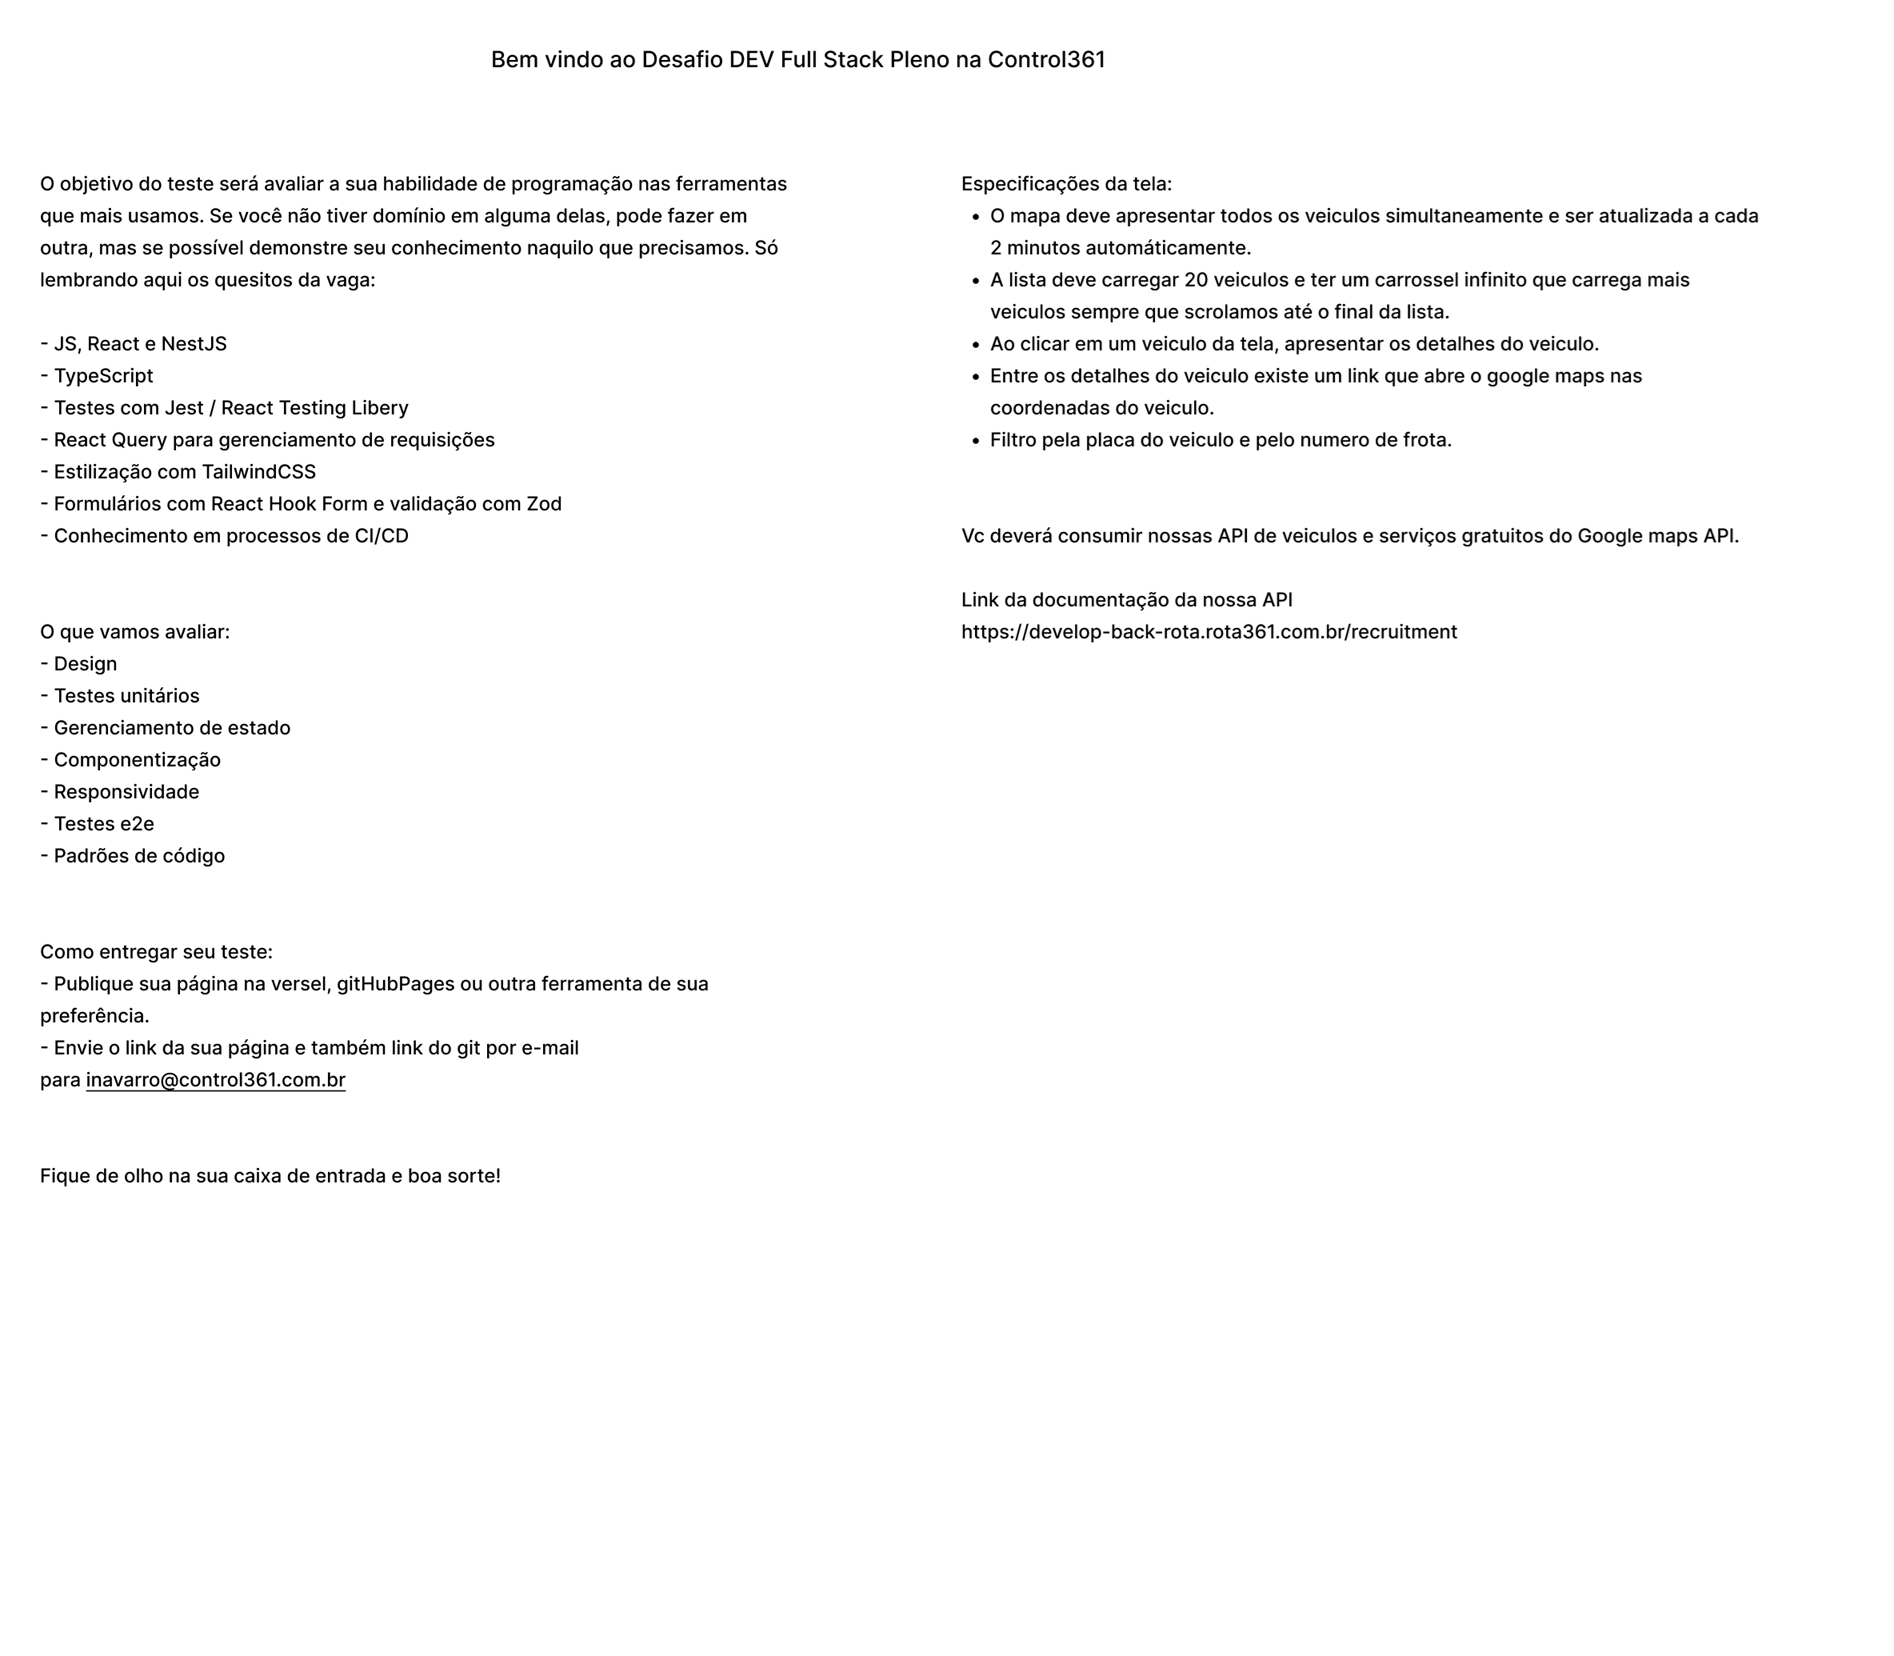 Bem vindo ao Desafio DEV Full Stack Pleno na Control361
O objetivo do teste será avaliar a sua habilidade de programação nas ferramentas
que mais usamos. Se você não tiver domínio em alguma delas, pode fazer em
outra, mas se possível demonstre seu conhecimento naquilo que precisamos. Só
lembrando aqui os quesitos da vaga:
- JS, React e NestJS
- TypeScript
- Testes com Jest / React Testing Libery
- React Query para gerenciamento de requisições
- Estilização com TailwindCSS
- Formulários com React Hook Form e validação com Zod
- Conhecimento em processos de CI/CD
O que vamos avaliar:
- Design
- Testes unitários
- Gerenciamento de estado
- Componentização
- Responsividade
- Testes e2e
- Padrões de código
Como entregar seu teste:
- Publique sua página na versel, gitHubPages ou outra ferramenta de sua
preferência.
- Envie o link da sua página e também link do git por e-mail
para inavarro@control361.com.br
Fique de olho na sua caixa de entrada e boa sorte!
Especificações da tela:
• O mapa deve apresentar todos os veiculos simultaneamente e ser atualizada a cada
2 minutos automáticamente.
• A lista deve carregar 20 veiculos e ter um carrossel infinito que carrega mais
veiculos sempre que scrolamos até o final da lista.
• Ao clicar em um veiculo da tela, apresentar os detalhes do veiculo.
• Entre os detalhes do veiculo existe um link que abre o google maps nas
coordenadas do veiculo.
• Filtro pela placa do veiculo e pelo numero de frota.
Vc deverá consumir nossas API de veiculos e serviços gratuitos do Google maps API.
Link da documentação da nossa API
https://develop-back-rota.rota361.com.br/recruitment